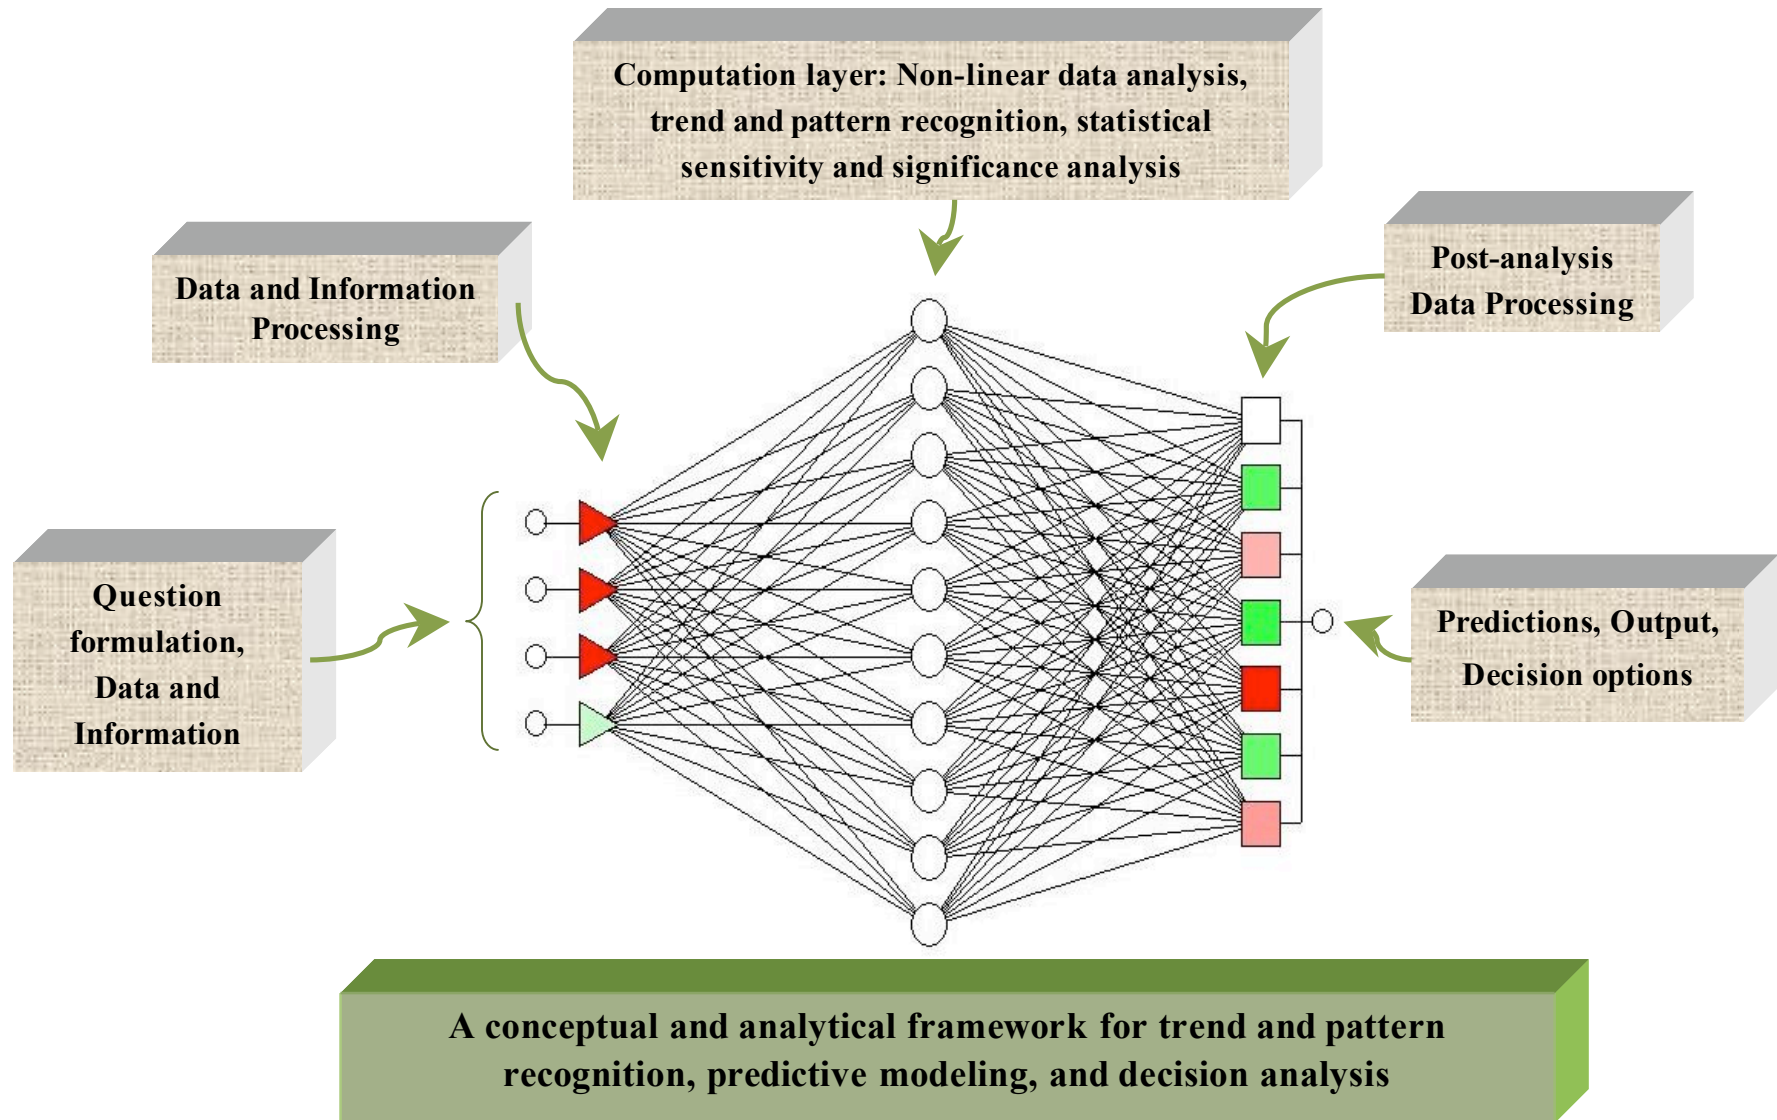 Computation layer: Non-linear data analysis,
trend and pattern recognition, statistical
sensitivity and significance analysis
Data and Information
Processing
Post-analysis
Data Processing
Question
formulation,
Data and
Information
Predictions, Output,
Decision options
A conceptual and analytical framework for trend and pattern
recognition, predictive modeling, and decision analysis